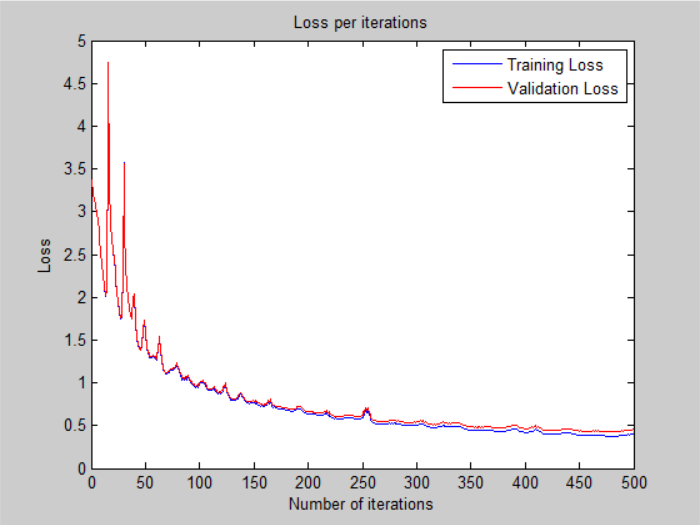 Loss per iterations
5
4.5
4
3.5
3
2.5
2
1.5
1
0.5
0
Loss
Training Loss
Validation Loss
0 50 100 150 200 250 300 350 400 450 500
Number of iterations